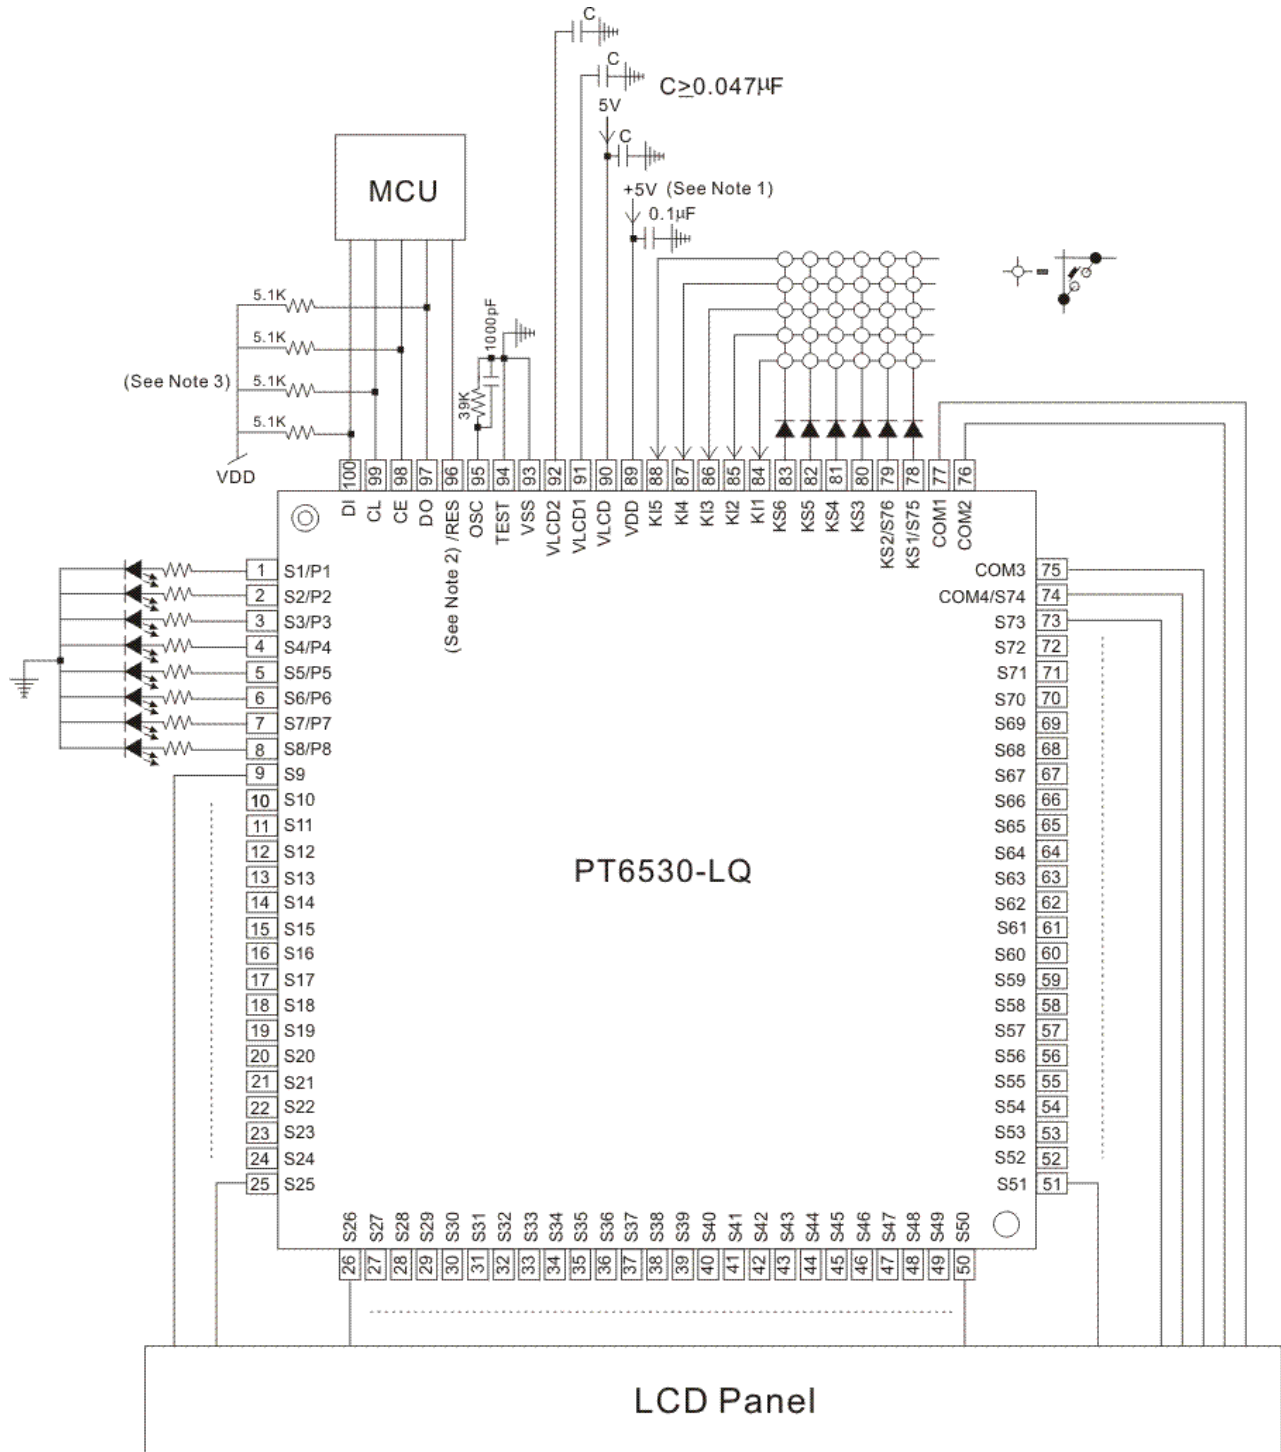 C
C
C≥0.047μF
5V
C
MCU
+5V (See Note 1)
0.1μF
5.1K
5.1K
(See Note 3)
5.1K
5.1K
VDD
39K
1000pF
100 99 98 97 96 95 94 93 92 91 90 89 88 87 86 85 84 83 82 81 80 79 78 77 76
DI CL CE DO (See Note 2) /RES OSC TEST VSS VLCD2 VLCD1 VLCD VDD KI5 KI4 KI3 KI2 KI1 KS6 KS5 KS4 KS3 KS2/S76 KS1/S75 COM1 COM2
1 S1/P1 COM3 75
2 S2/P2 COM4/S74 74
3 S3/P3 S73 73
4 S4/P4 S72 72
5 S5/P5 S71 71
6 S6/P6 S70 70
7 S7/P7 S69 69
8 S8/P8 S68 68
9 S9 S67 67
10 S10 S66 66
11 S11 S65 65
12 S12 S64 64
PT6530-LQ
13 S13 S63 63
14 S14 S62 62
15 S15 S61 61
16 S16 S60 60
17 S17 S59 59
18 S18 S58 58
19 S19 S57 57
20 S20 S56 56
21 S21 S55 55
22 S22 S54 54
23 S23 S53 53
24 S24 S52 52
25 S25 S51 51
S26 S27 S28 S29 S30 S31 S32 S33 S34 S35 S36 S37 S38 S39 S40 S41 S42 S43 S44 S45 S46 S47 S48 S49 S50
26 27 28 29 30 31 32 33 34 35 36 37 38 39 40 41 42 43 44 45 46 47 48 49 50
LCD Panel